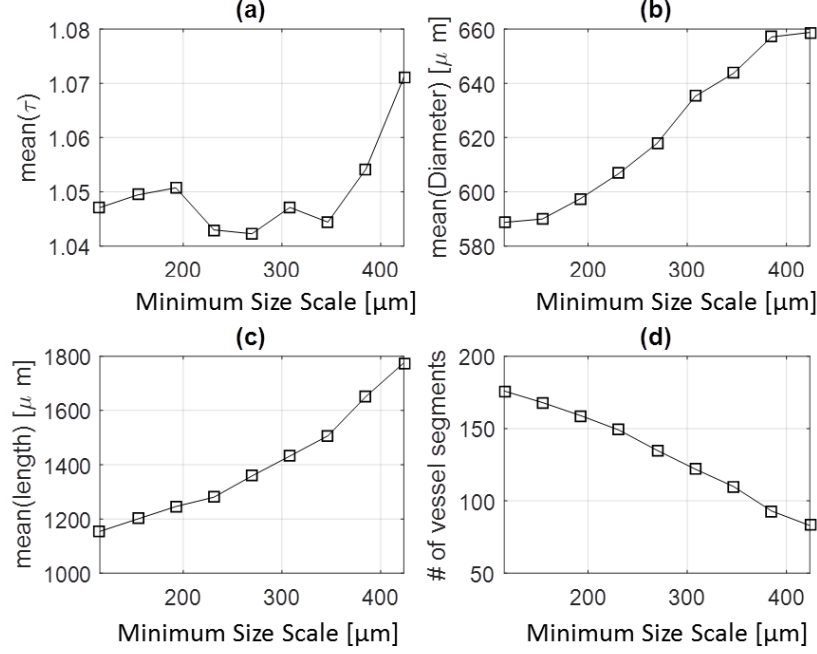 (a)
1.08
1.07
1.06
1.05
1.04
mean(τ)
200
300
400
Minimum Size Scale [μm]
(b)
660
640
620
600
580
mean(Diameter) [μ m]
200
300
400
Minimum Size Scale [μm]
(c)
1800
1600
1400
1200
1000
mean(length) [μ m]
200
300
400
Minimum Size Scale [μm]
(d)
200
150
100
50
# of vessel segments
200
300
400
Minimum Size Scale [μm]